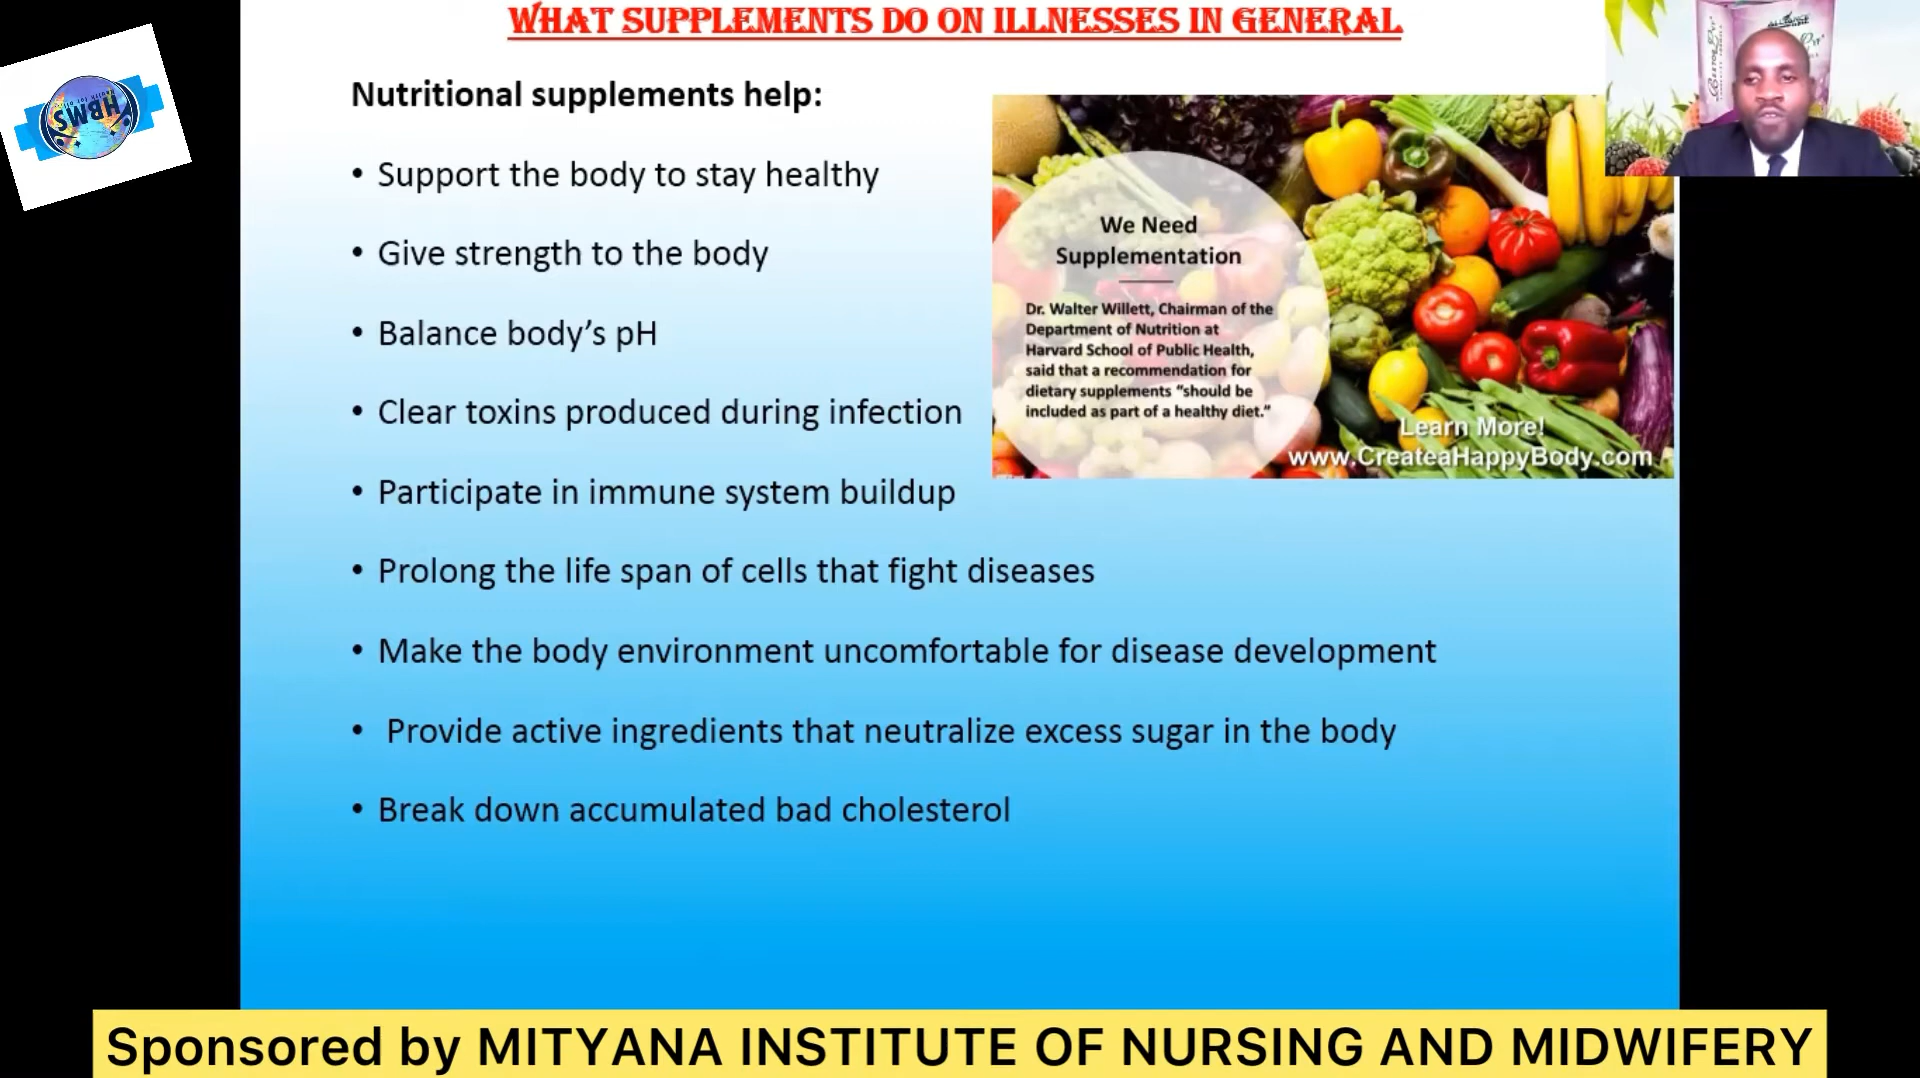 WHAT SUPPLEMENTS DO ON ILLNESSES IN GENERAL
HBMS
Nutritional supplements help:
• Support the body to stay healthy
• Give strength to the body
• Balance body’s pH
• Clear toxins produced during infection
• Participate in immune system buildup
• Prolong the life span of cells that fight diseases
• Make the body environment uncomfortable for disease development
• Provide active ingredients that neutralize excess sugar in the body
• Break down accumulated bad cholesterol
We Need
Supplementation
Dr. Walter Willett, Chairman of the
Department of Nutrition at
Harvard School of Public Health,
said that a recommendation for
dietary supplements “should be
included as part of a healthy diet.”
Learn More!
www.CreateaHappyBody.com
Sponsored by MITYANA INSTITUTE OF NURSING AND MIDWIFERY